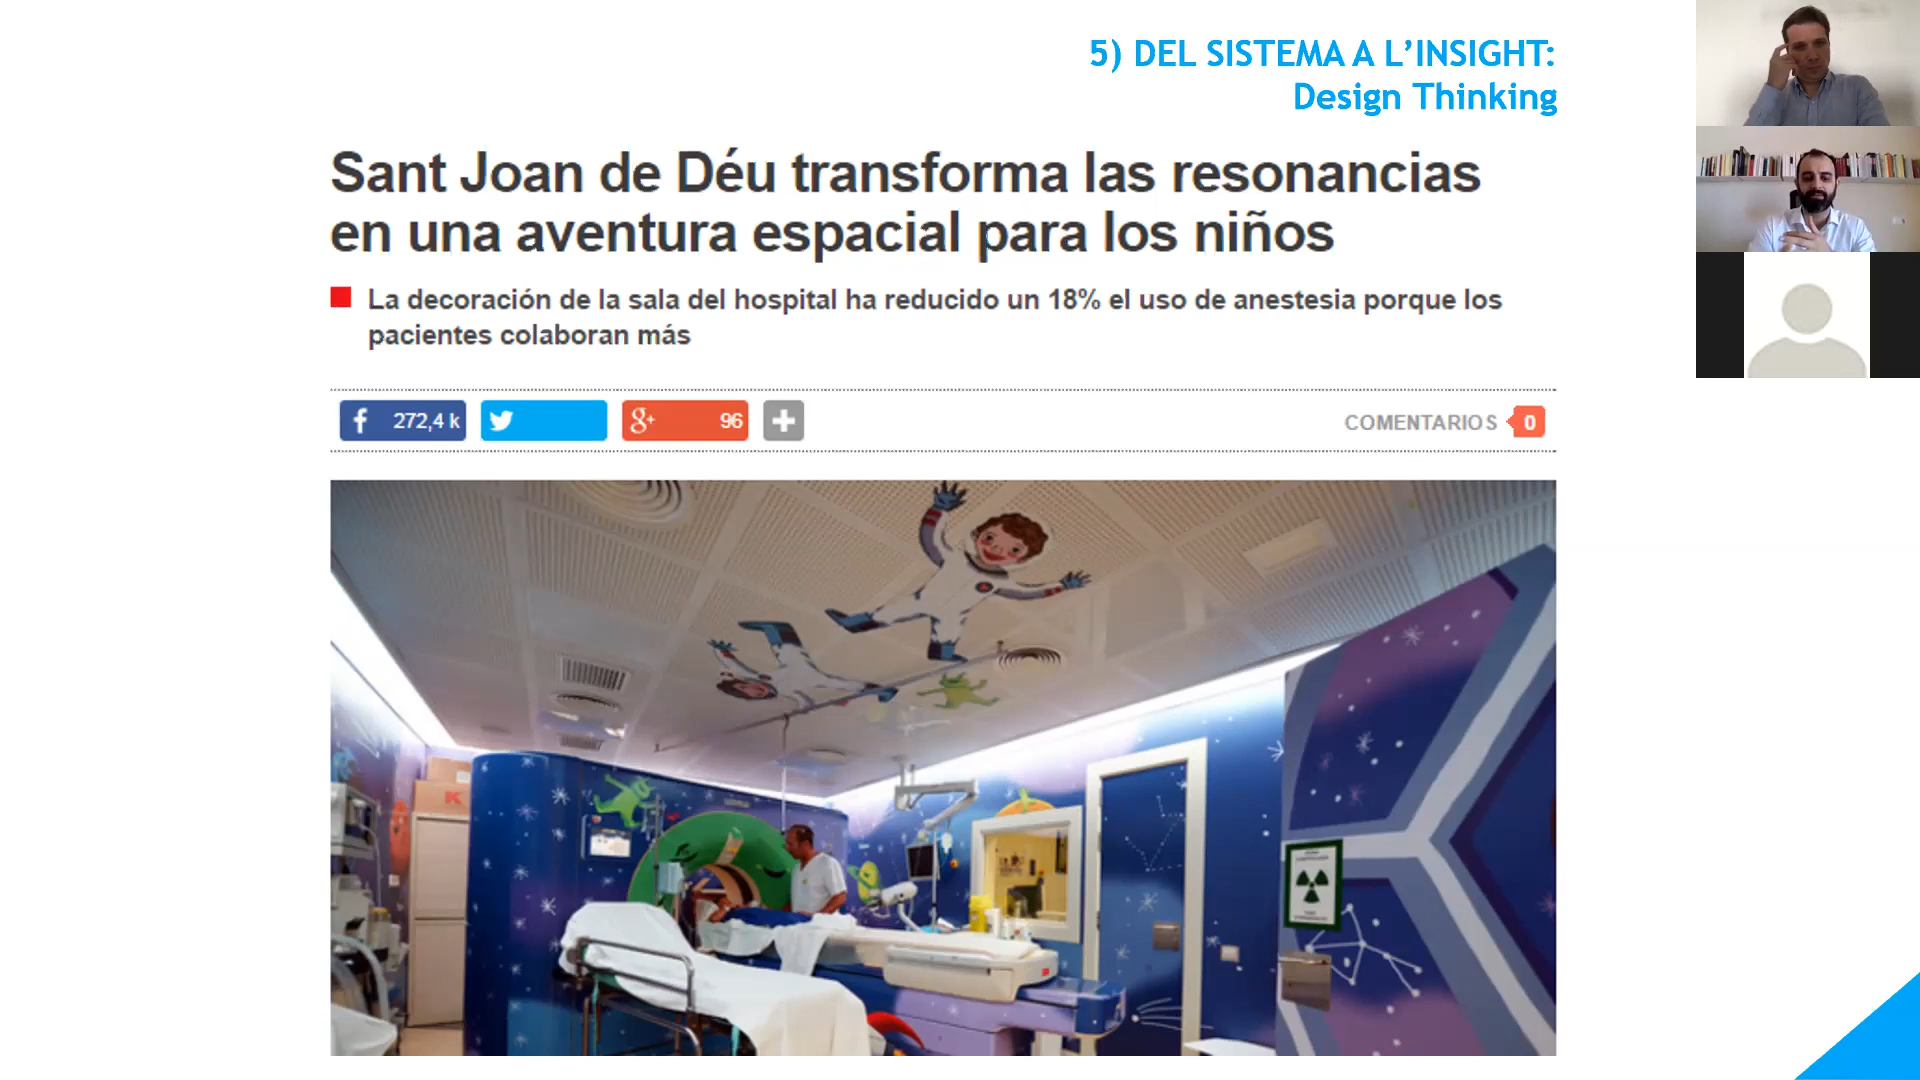 5) DEL SISTEMA A L’INSIGHT:
Design Thinking
Sant Joan de Déu transforma las resonancias
en una aventura espacial para los niños
La decoración de la sala del hospital ha reducido un 18% el uso de anestesia porque los
pacientes colaboran más
272,4 k
g+ 96
COMENTARIOS 0